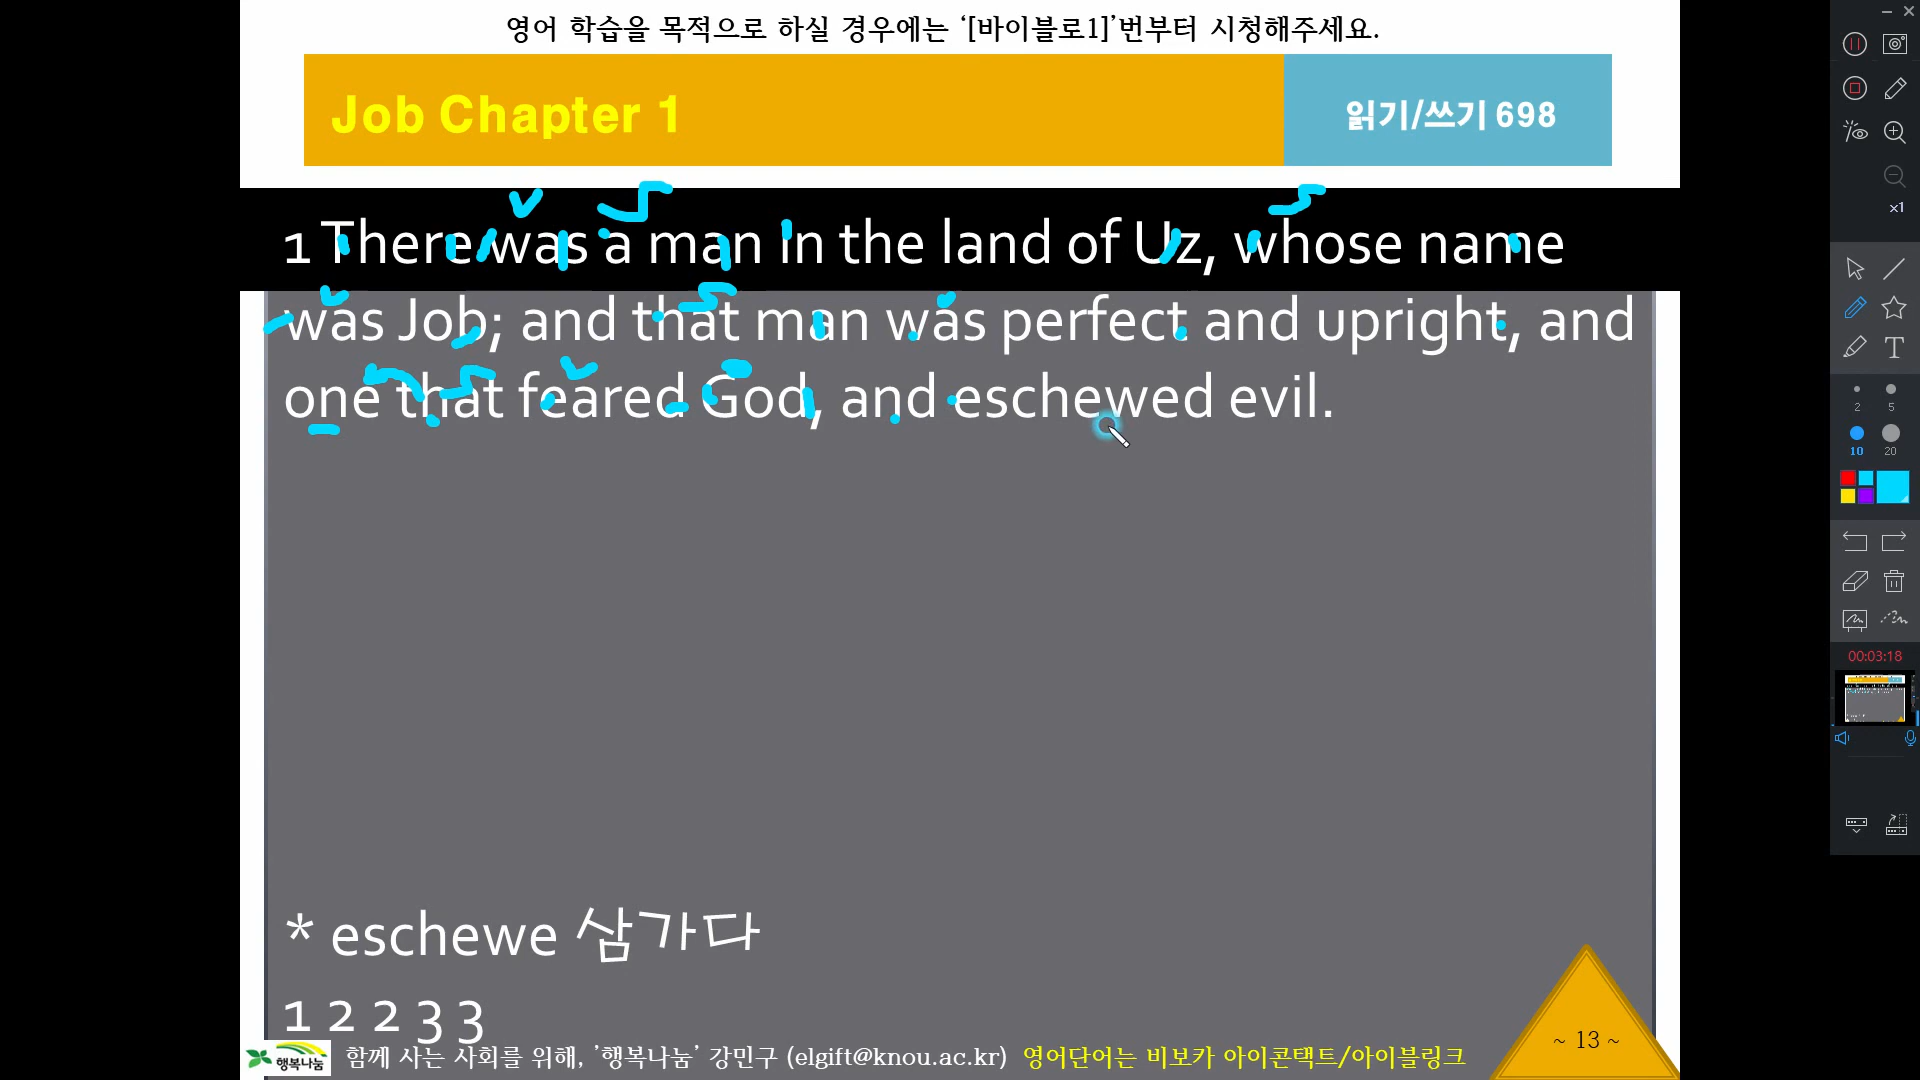 영어 학습을 목적으로 하실 경우에는 ‘[바이블로1]’번부터 시청해주세요.
Job Chapter 1
읽기/쓰기 698
1 There was a man in the land of Uz, whose name
was Job; and that man was perfect and upright, and
one that feared God, and eschewed evil.
* eschewe 삼가다
1 2 2 3 3
행복나눔 함께 사는 사회를 위해, ’행복나눔’ 강민구 (elgift@knou.ac.kr) 영어단어는 비보카 아이콘택트/아이블링크
~ 13 ~
x1
T
2 5
10 20
00:03:18